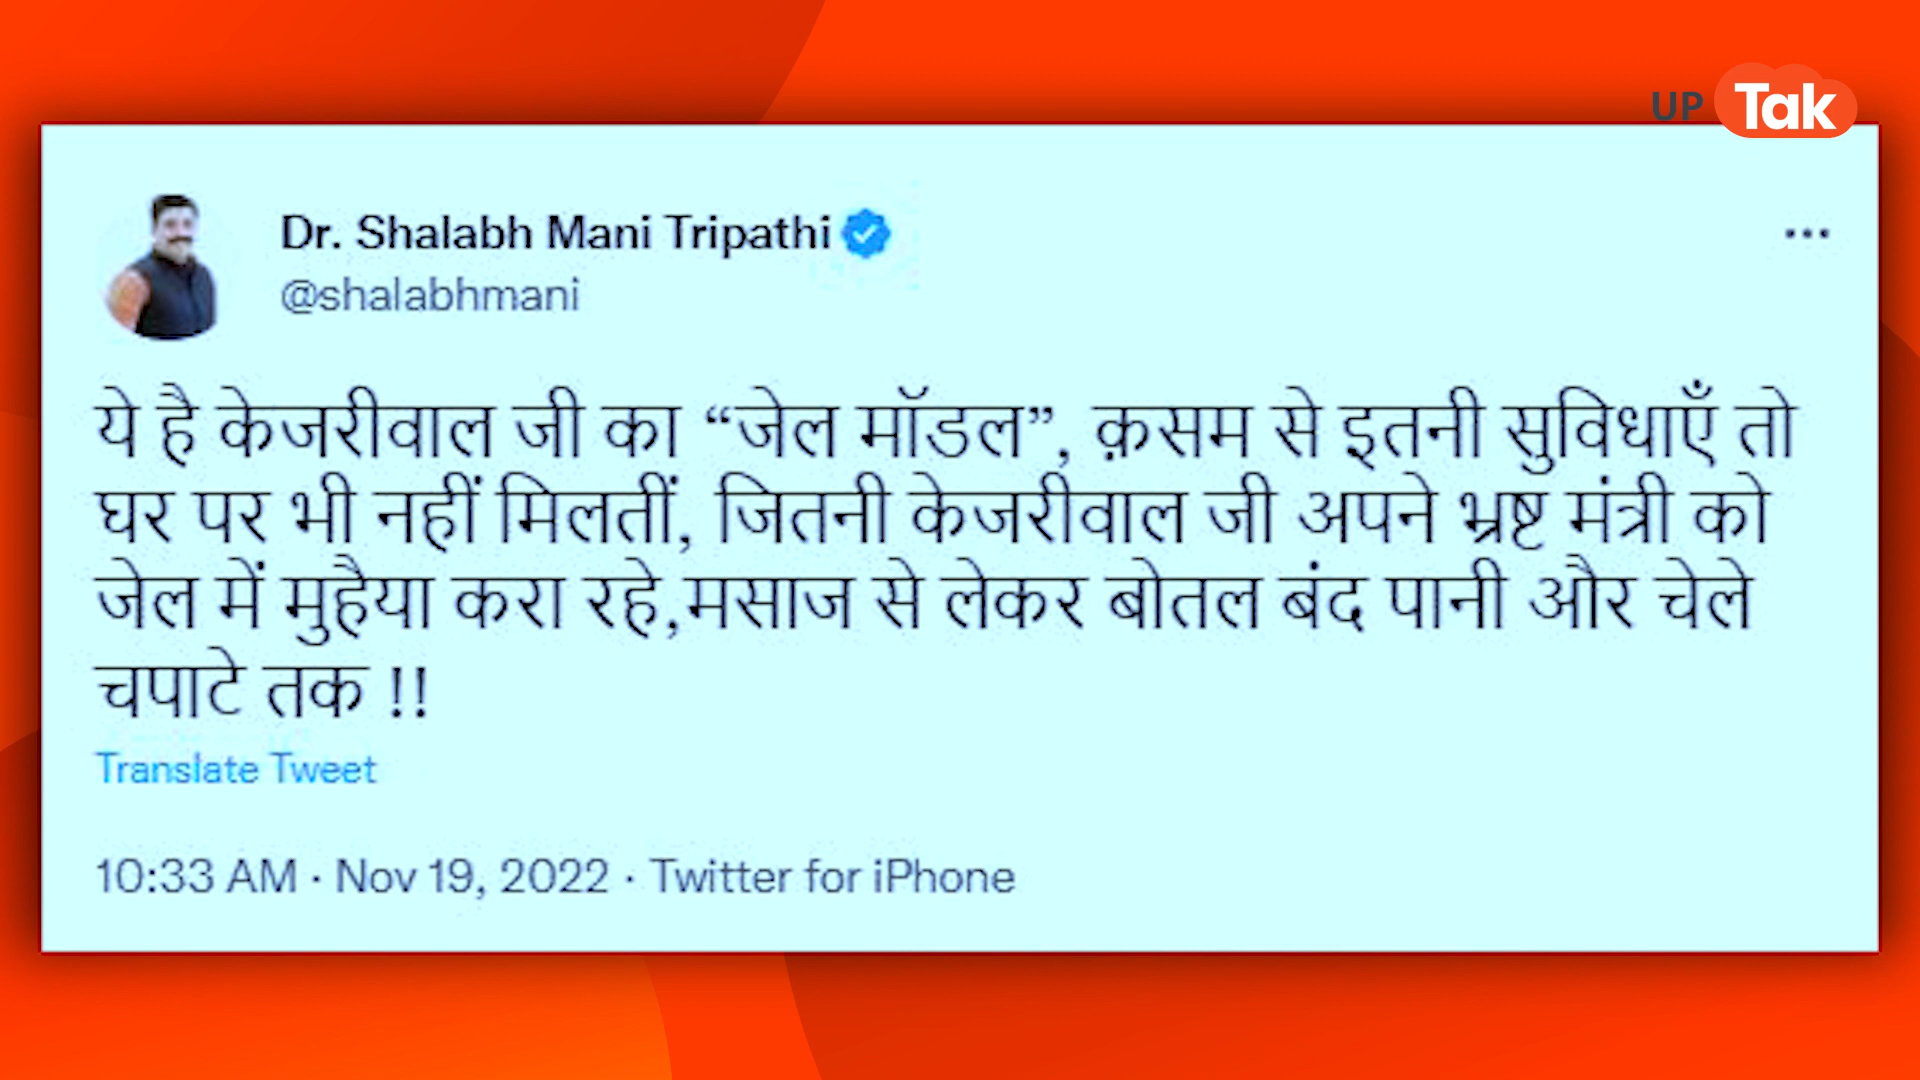 UP Tak
Dr. Shalabh Mani Tripathi
@shalabhmani
ये है केजरीवाल जी का “जेल मॉडल”, क़सम से इतनी सुविधाएँ तो
घर पर भी नहीं मिलतीं, जितनी केजरीवाल जी अपने भ्रष्ट मंत्री को
जेल में मुहैया करा रहे,मसाज से लेकर बोतल बंद पानी और चेले
चपाटे तक !!
Translate Tweet
10:33 AM · Nov 19, 2022 · Twitter for iPhone